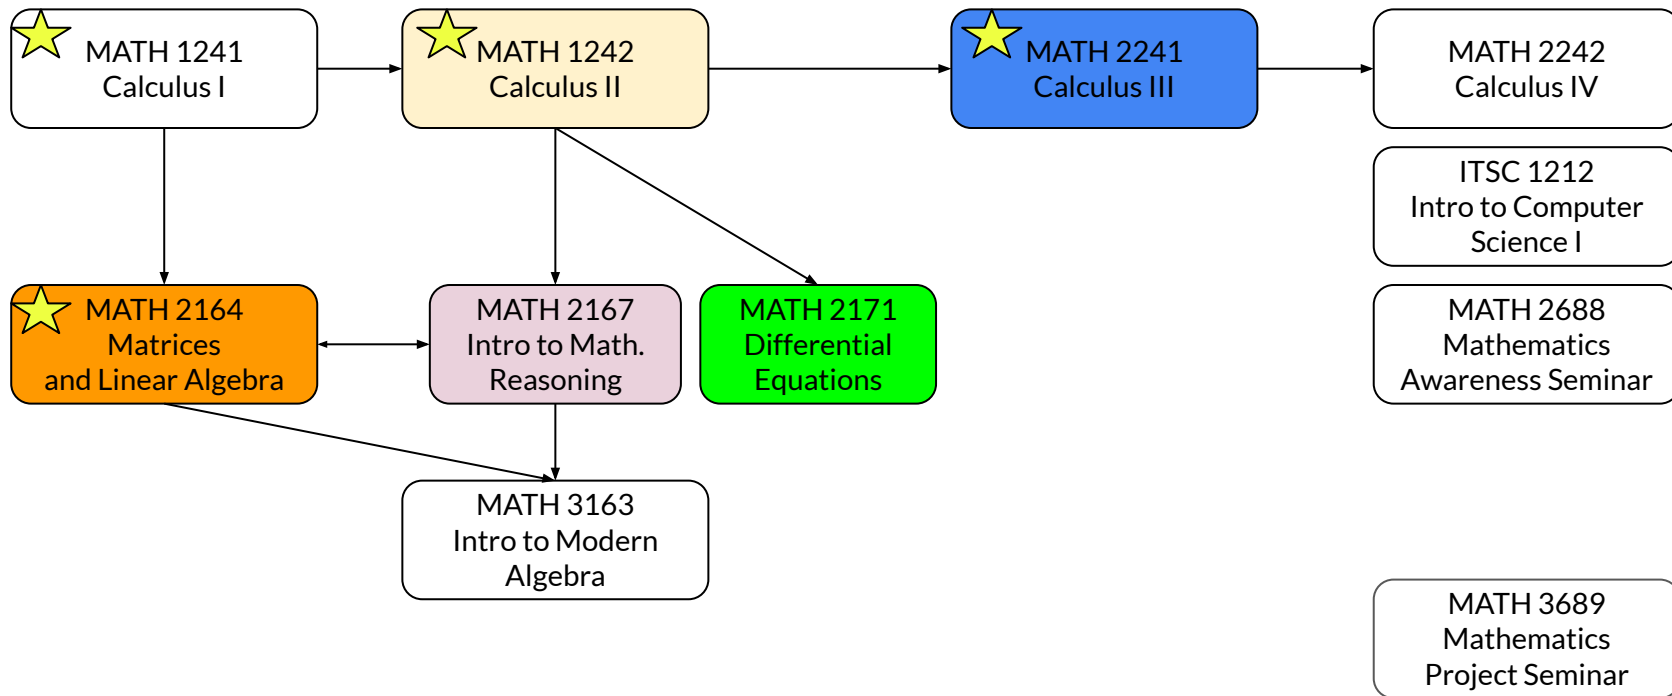 MATH 1241
Calculus I
MATH 1242
Calculus II
MATH 2241
Calculus III
MATH 2242
Calculus IV
ITSC 1212
Intro to Computer
Science I
MATH 2164
Matrices
and Linear Algebra
MATH 2167
Intro to Math.
Reasoning
MATH 2171
Differential
Equations
MATH 2688
Mathematics
Awareness Seminar
MATH 3163
Intro to Modern
Algebra
MATH 3689
Mathematics
Project Seminar